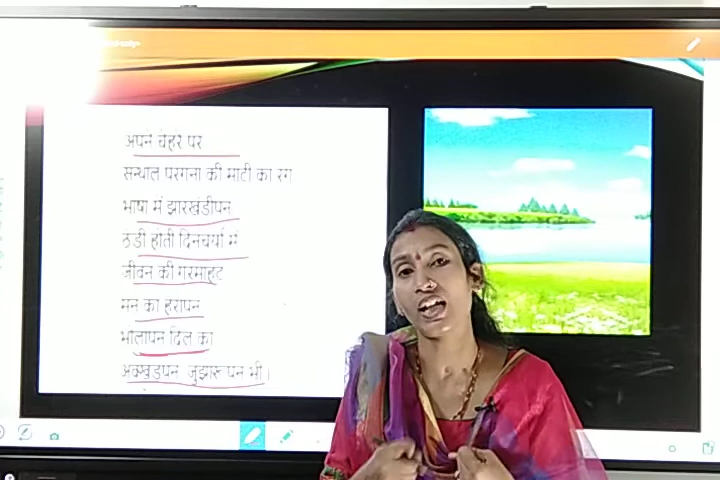 अपने चेहरे पर
सन्थाल परगना की माटी का रंग
भाषा में झारखंडीपन
ठंडी होती दिनचर्या में
जीवन की गरमाहट
मन का हरापन
भोलापन दिल का
अक्खड़पन जुझारूपन भी।